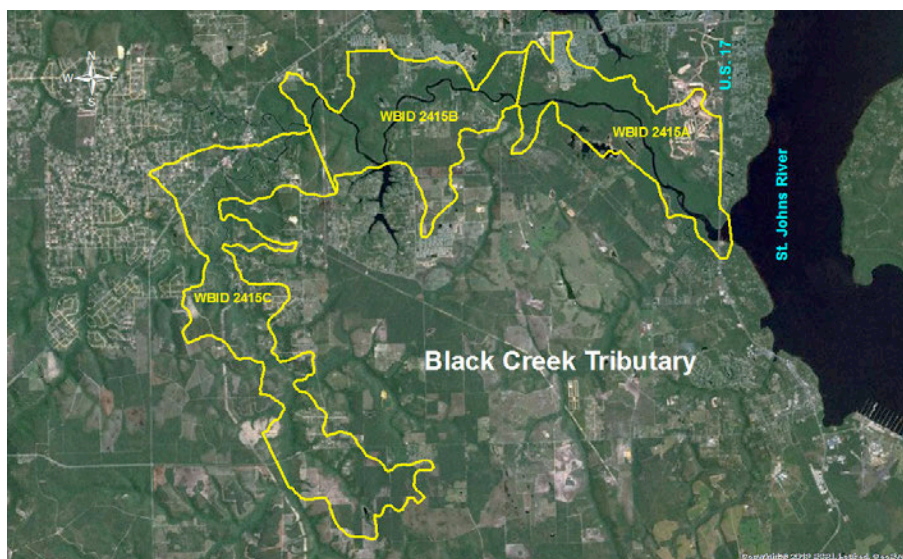 N
W E
S
U.S. 17
WBID 2415B
WBID 2415A
St. Johns River
WBID 2415C
Black Creek Tributary